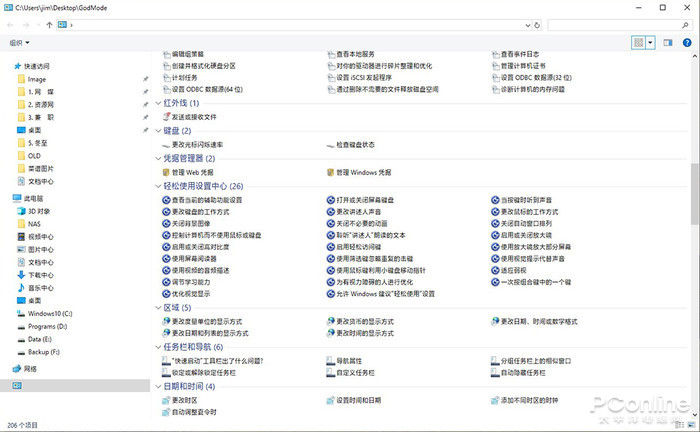 C:\Users\jim\Desktop\GodMode
组织
快速访问
Image
1. 网 媒
2. 资源网
3. 兼 职
桌面
5. 冬至
OLD
菜谱图片
文档中心
此电脑
3D 对象
NAS
视频中心
图片中心
文档中心
下载中心
音乐中心
桌面
Windows10 (C:)
Programs (D:)
Data (E:)
Backup (F:)
网络
编辑组策略 查看本地服务 查看事件日志
创建并格式化硬盘分区 对你的驱动器进行碎片整理和优化 管理计算机证书
计划任务 设置 iSCSI 发起程序 设置 ODBC 数据源(32 位)
设置 ODBC 数据源(64 位) 通过删除不需要的文件释放磁盘空间 诊断计算机的内存问题
红外线 (1)
发送或接收文件
键盘 (2)
更改光标闪烁速率 检查键盘状态
凭据管理器 (2)
管理 Web 凭据 管理 Windows 凭据
轻松使用设置中心 (26)
查看当前的辅助功能设置 打开或关闭屏幕键盘 当按键时听到声音
更改键盘的工作方式 更改讲述人声音 更改鼠标的工作方式
关闭背景图像 关闭不必要的动画 关闭自动窗口排列
控制计算机而不使用鼠标或键盘 聆听"讲述人"朗读的文本 启用或关闭放大镜
启用或关闭高对比度 启用轻松访问键 使用放大镜放大部分屏幕
使用屏幕阅读器 使用筛选键忽略重复的击键 使用视觉提示代替声音
使用视频的音频描述 使用鼠标键利用小键盘移动指针 适应弱视
调节学习能力 为有视力障碍的人进行优化 一次按组合键中的一个键
优化视觉显示 允许 Windows 建议"轻松使用"设置
区域 (5)
更改度量单位的显示方式 更改货币的显示方式 更改日期、时间或数字格式
更改日期和列表的显示方式 更改时间的显示方式
任务栏和导航 (6)
"快速启动"工具栏出了什么问题? 导航属性 分组任务栏上的相似窗口
锁定或解除锁定任务栏 自定义任务栏 自动隐藏任务栏
日期和时间 (4)
更改时区 设置时间和日期 添加不同时区的时钟
自动调整夏令时
206 个项目
PConline
太平洋电脑网